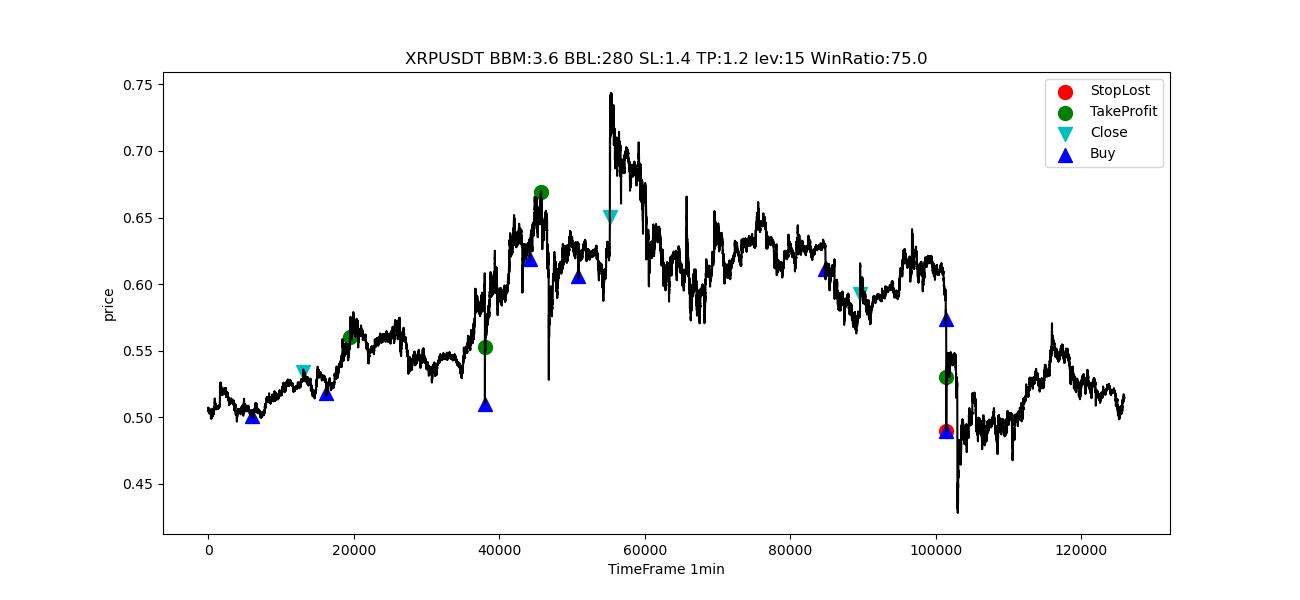 XRPUSDT BBM:3.6 BBL:280 SL:1.4 TP:1.2 lev:15 WinRatio:75.0
StopLost
TakeProfit
Close
Buy
0.75
0.70
0.65
0.60
0.55
0.50
0.45
price
0 20000 40000 60000 80000 100000 120000
TimeFrame 1min